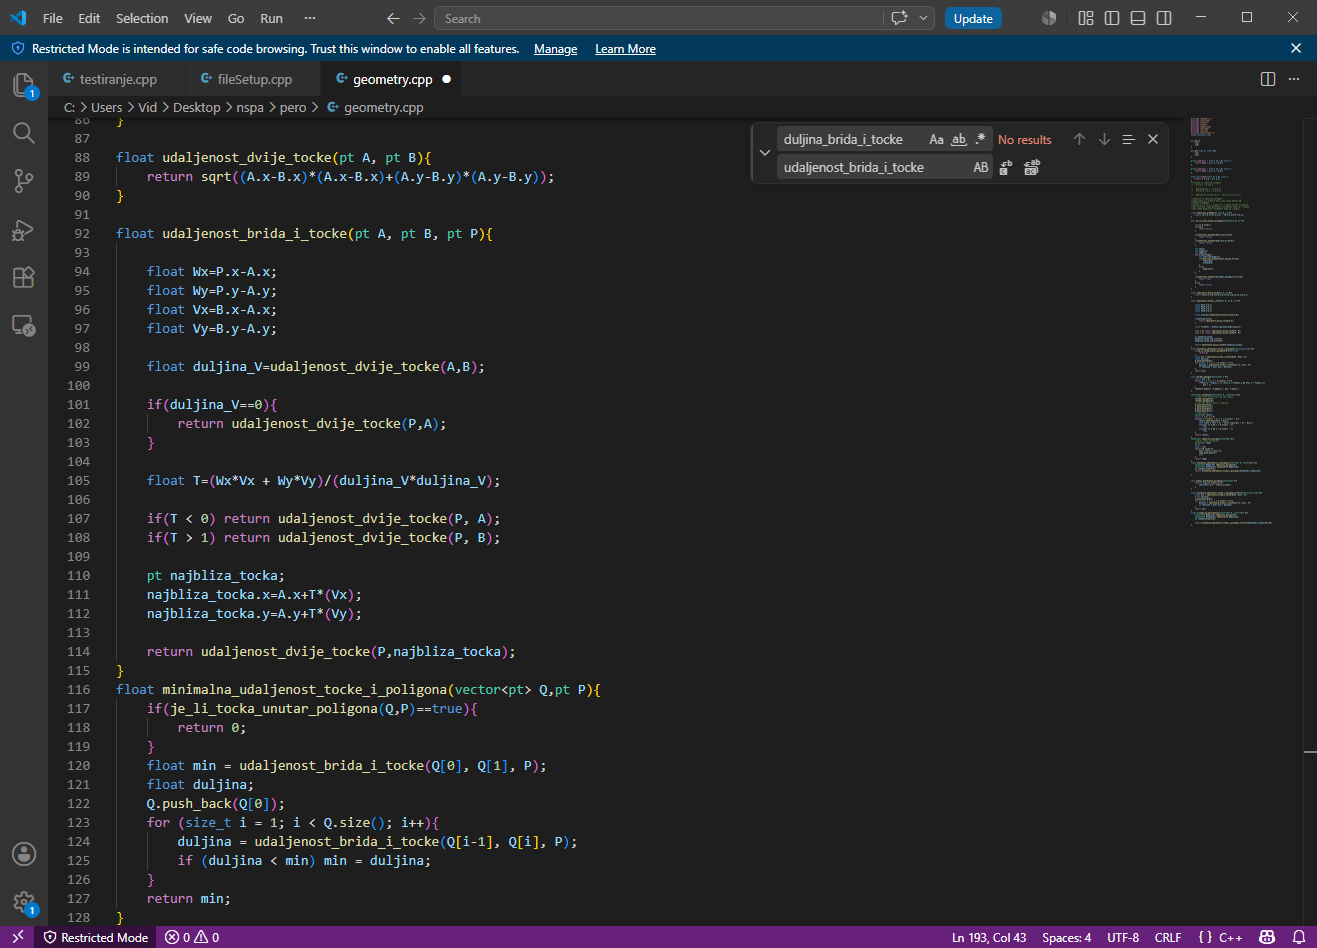 File Edit Selection View Go Run ··· Search Update
Restricted Mode is intended for safe code browsing. Trust this window to enable all features. Manage Learn More
testiranje.cpp fileSetup.cpp geometry.cpp
C: > Users > Vid > Desktop > nspa > pero > geometry.cpp
duljina_brida_i_tocke Aa ab .* No results
udaljenost_brida_i_tocke AB
86 }
87
88 float udaljenost_dvije_tocke(pt A, pt B){
89     return sqrt((A.x-B.x)*(A.x-B.x)+(A.y-B.y)*(A.y-B.y));
90 }
91
92 float udaljenost_brida_i_tocke(pt A, pt B, pt P){
93
94     float Wx=P.x-A.x;
95     float Wy=P.y-A.y;
96     float Vx=B.x-A.x;
97     float Vy=B.y-A.y;
98
99     float duljina_V=udaljenost_dvije_tocke(A,B);
100
101     if(duljina_V==0){
102         return udaljenost_dvije_tocke(P,A);
103     }
104
105     float T=(Wx*Vx + Wy*Vy)/(duljina_V*duljina_V);
106
107     if(T < 0) return udaljenost_dvije_tocke(P, A);
108     if(T > 1) return udaljenost_dvije_tocke(P, B);
109
110     pt najbliza_tocka;
111     najbliza_tocka.x=A.x+T*(Vx);
112     najbliza_tocka.y=A.y+T*(Vy);
113
114     return udaljenost_dvije_tocke(P,najbliza_tocka);
115 }
116 float minimalna_udaljenost_tocke_i_poligona(vector<pt> Q,pt P){
117     if(je_li_tocka_unutar_poligona(Q,P)==true){
118         return 0;
119     }
120     float min = udaljenost_brida_i_tocke(Q[0], Q[1], P);
121     float duljina;
122     Q.push_back(Q[0]);
123     for (size_t i = 1; i < Q.size(); i++){
124         duljina = udaljenost_brida_i_tocke(Q[i-1], Q[i], P);
125         if (duljina < min) min = duljina;
126     }
127     return min;
128 }
1
1
Restricted Mode 0 0 Ln 193, Col 43 Spaces: 4 UTF-8 CRLF {} C++